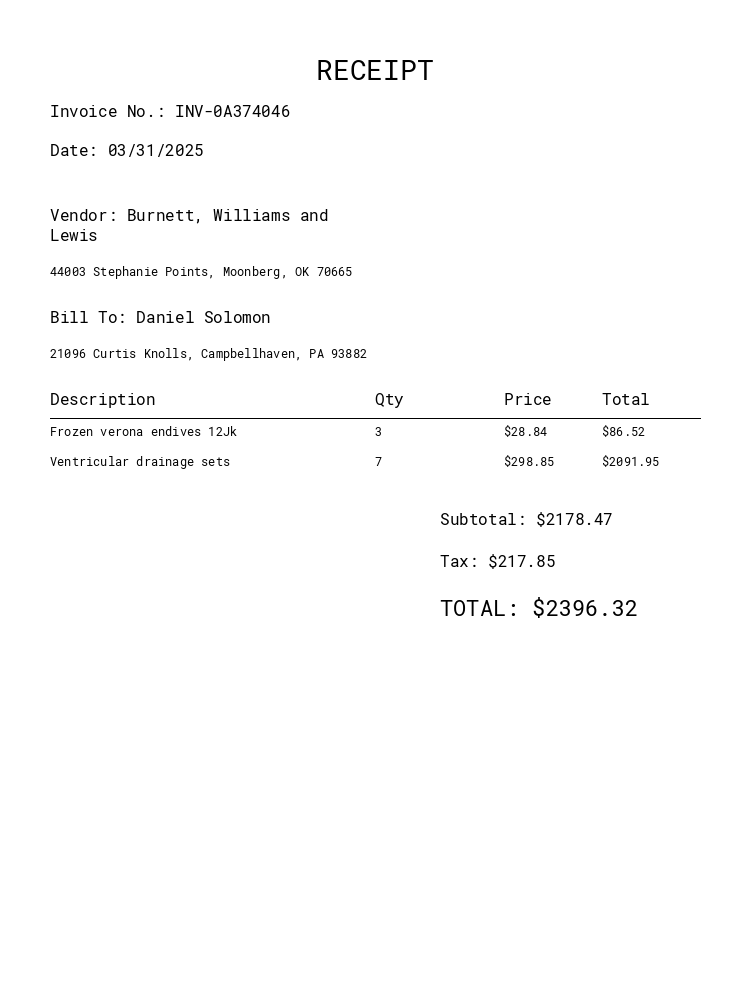 RECEIPT
Invoice No.: INV-0A374046
Date: 03/31/2025
Vendor: Burnett, Williams and
Lewis
44003 Stephanie Points, Moonberg, OK 70665
Bill To: Daniel Solomon
21096 Curtis Knolls, Campbellhaven, PA 93882
Description Qty Price Total
Frozen verona endives 12Jk 3 $28.84 $86.52
Ventricular drainage sets 7 $298.85 $2091.95
Subtotal: $2178.47
Tax: $217.85
TOTAL: $2396.32